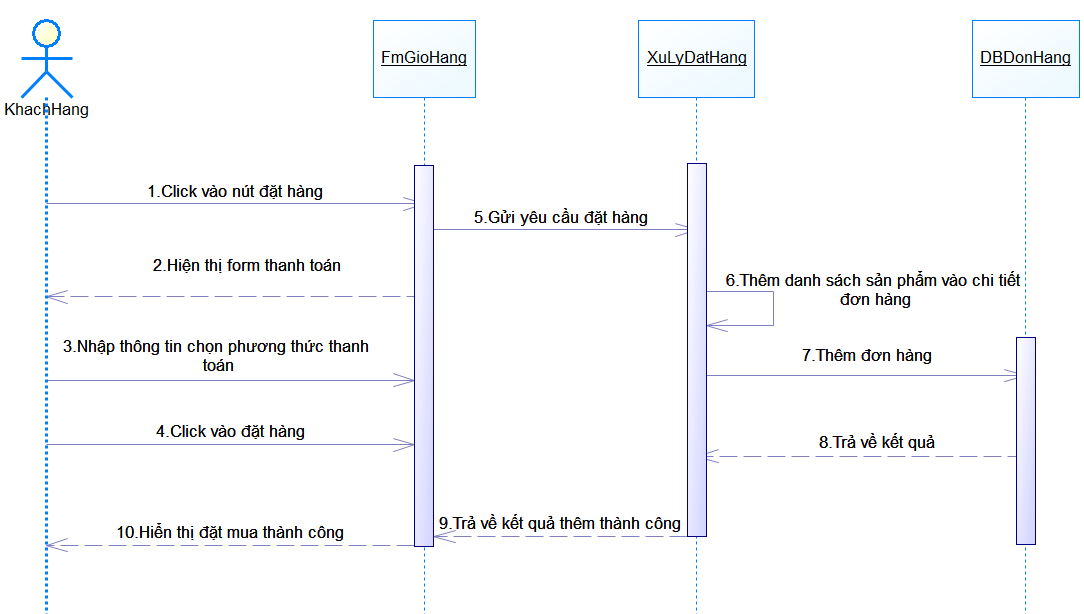 KhachHang
FmGioHang
XuLyDatHang
DBDonHang
1.Click vào nút đặt hàng
5.Gửi yêu cầu đặt hàng
2.Hiện thị form thanh toán
6.Thêm danh sách sản phẩm vào chi tiết
đơn hàng
3.Nhập thông tin chọn phương thức thanh
toán
7.Thêm đơn hàng
4.Click vào đặt hàng
8.Trả về kết quả
9.Trả về kết quả thêm thành công
10.Hiển thị đặt mua thành công